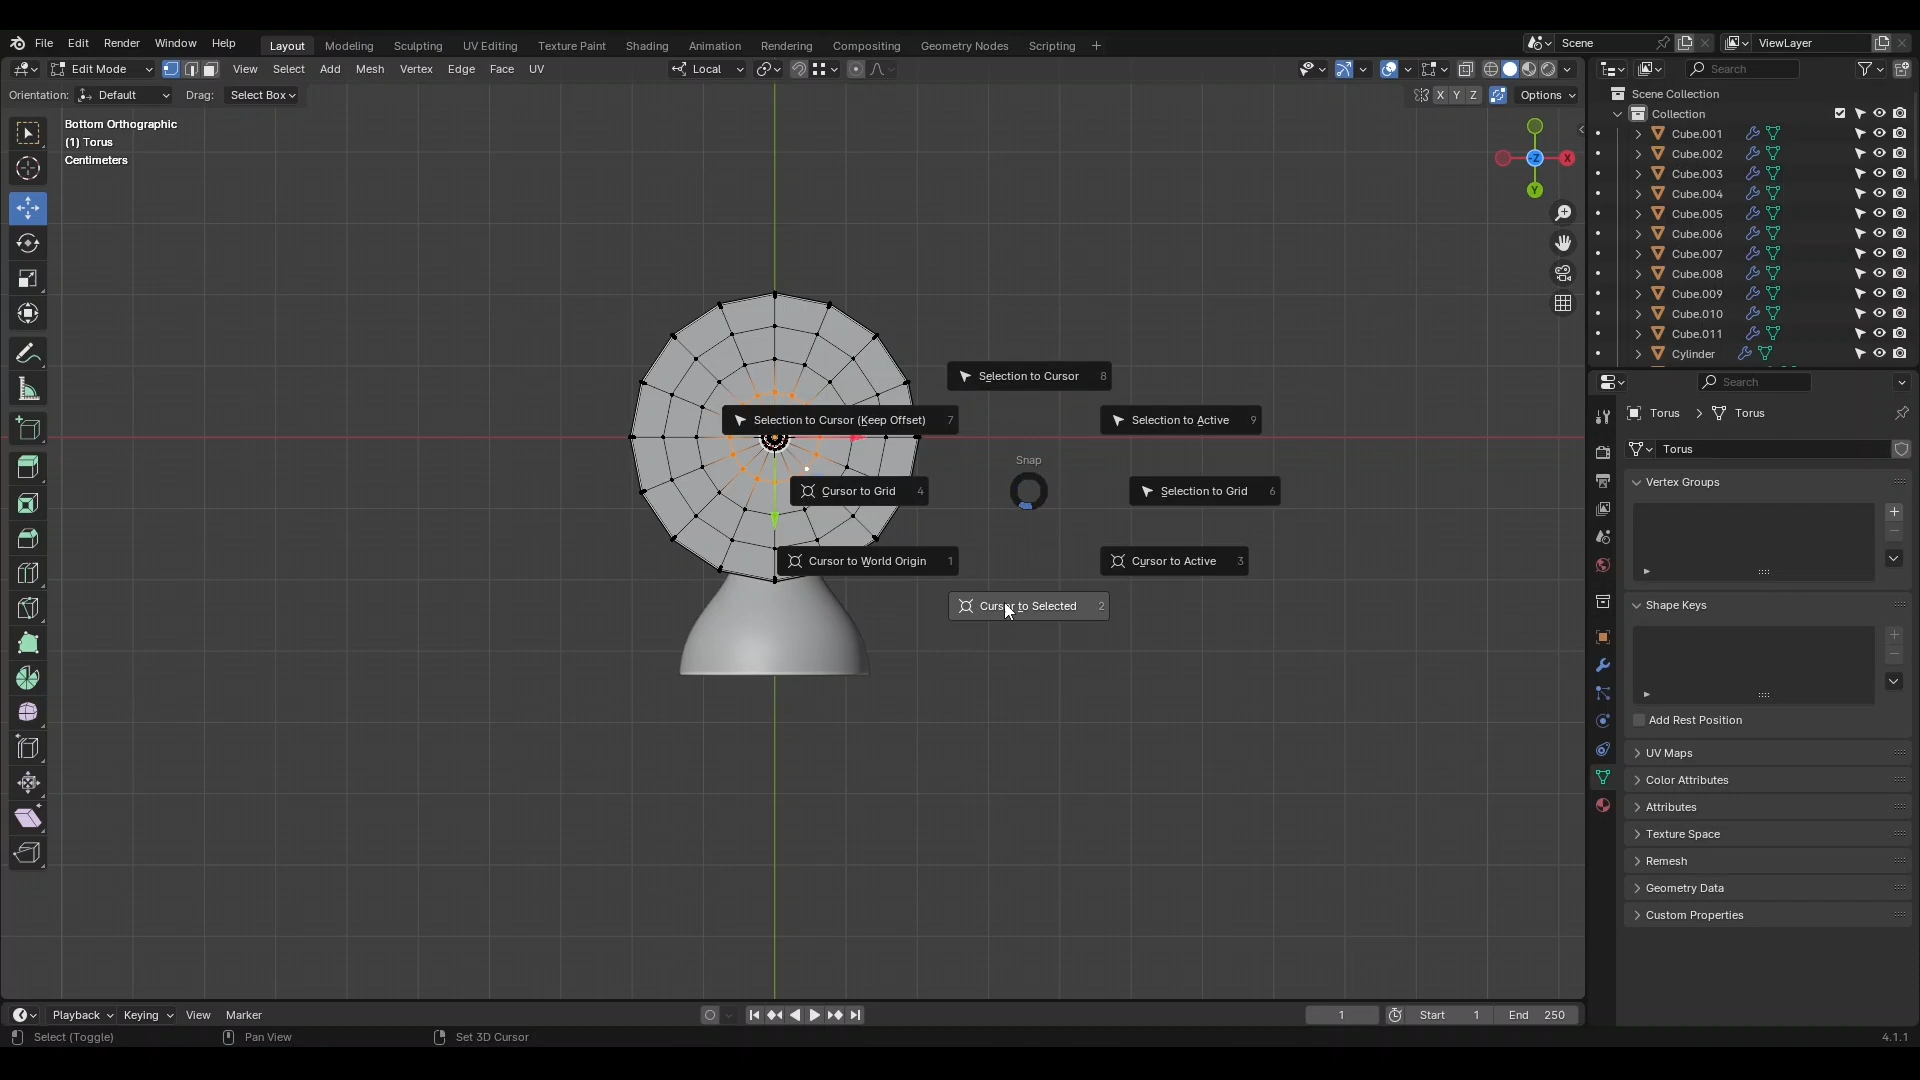 File Edit Render Window Help Layout Modeling Sculpting UV Editing Texture Paint Shading Animation Rendering Compositing Geometry Nodes Scripting + Scene ViewLayer
Edit Mode View Select Add Mesh Vertex Edge Face UV Local Search
Orientation: Default Drag: Select Box X Y Z Options
Bottom Orthographic
(1) Torus
Centimeters
-Z X
Y
Selection to Cursor 8
Selection to Cursor (Keep Offset) 7
Selection to Active 9
Snap
Cursor to Grid 4
Selection to Grid 6
Cursor to World Origin 1
Cursor to Active 3
Cursor to Selected 2
Scene Collection
Collection
Cube.001
Cube.002
Cube.003
Cube.004
Cube.005
Cube.006
Cube.007
Cube.008
Cube.009
Cube.010
Cube.011
Cylinder
Search
Torus > Torus
Torus
Vertex Groups
Shape Keys
Add Rest Position
UV Maps
Color Attributes
Attributes
Texture Space
Remesh
Geometry Data
Custom Properties
Playback Keying View Marker 1 Start 1 End 250
Select (Toggle) Pan View Set 3D Cursor 4.1.1